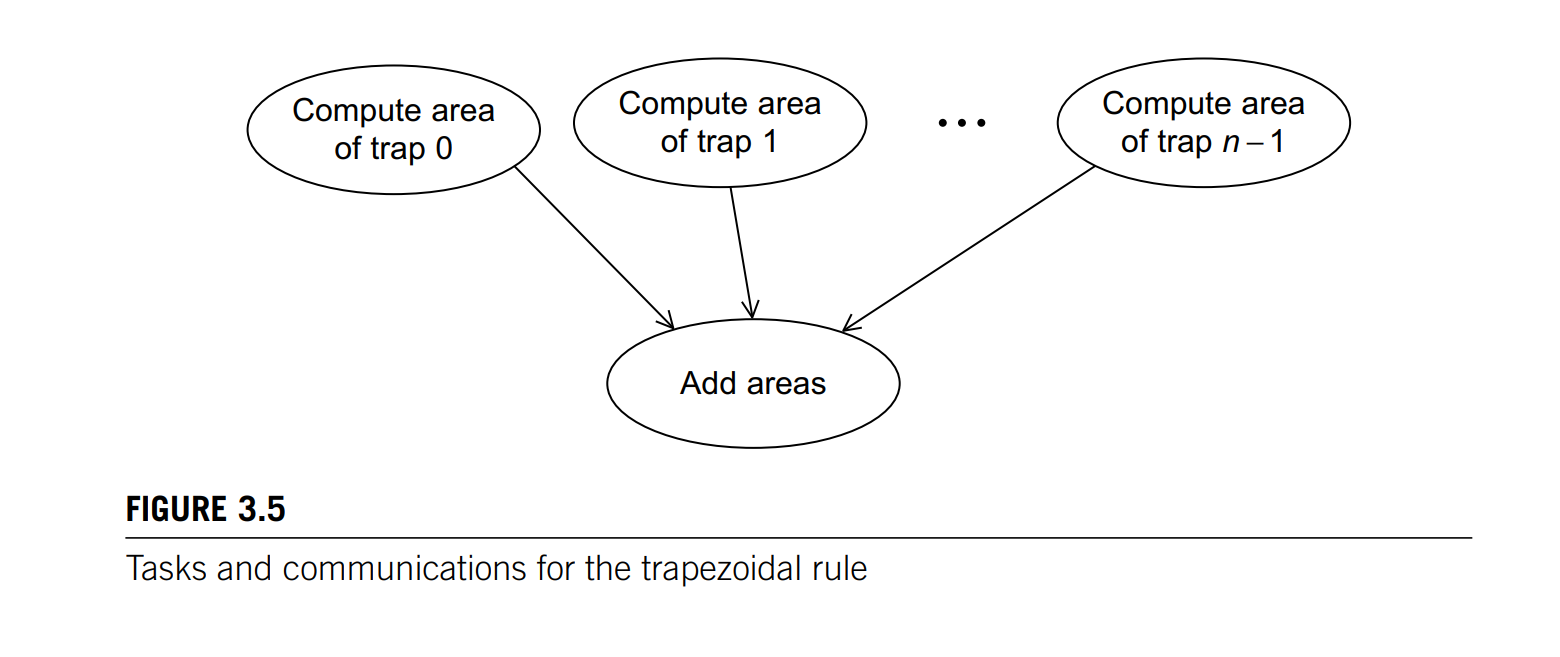 Compute area
of trap 0
Compute area
of trap 1
...
Compute area
of trap n – 1
Add areas
FIGURE 3.5
Tasks and communications for the trapezoidal rule